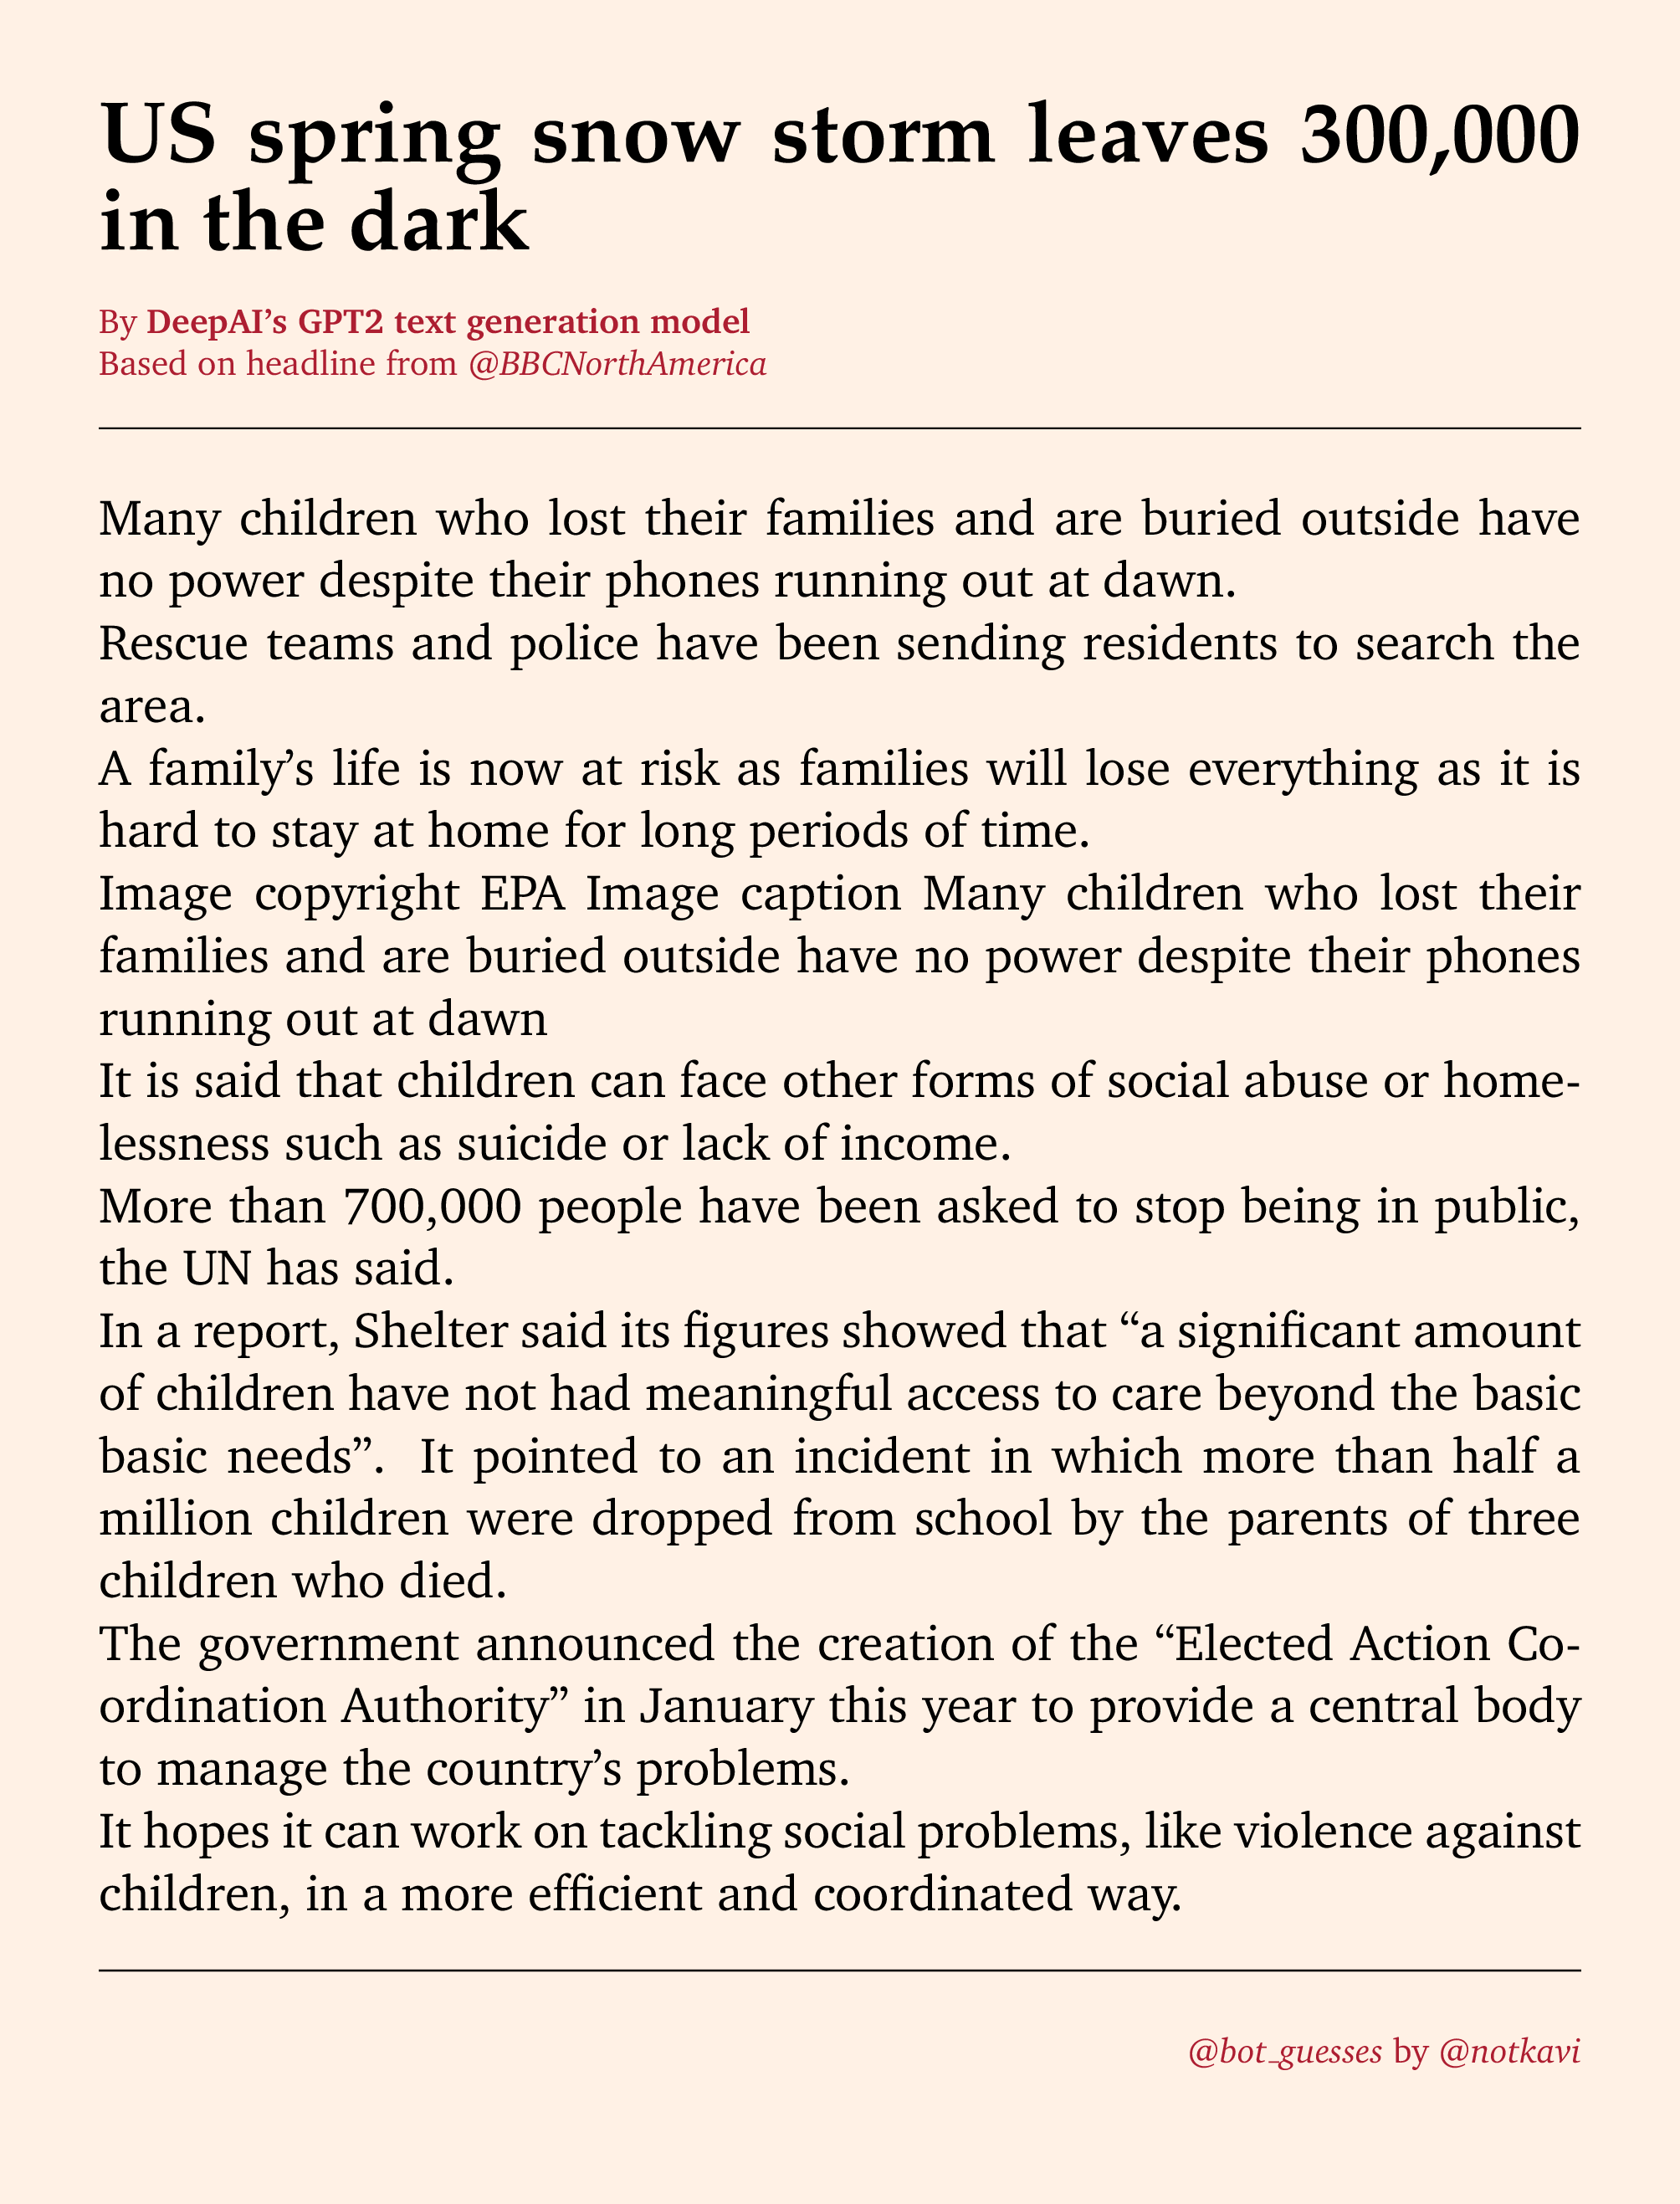 US spring snow storm leaves 300,000
in the dark
By DeepAI’s GPT2 text generation model
Based on headline from @BBCNorthAmerica
Many children who lost their families and are buried outside have
no power despite their phones running out at dawn.
Rescue teams and police have been sending residents to search the
area.
A family’s life is now at risk as families will lose everything as it is
hard to stay at home for long periods of time.
Image copyright EPA Image caption Many children who lost their
families and are buried outside have no power despite their phones
running out at dawn
It is said that children can face other forms of social abuse or home-
lessness such as suicide or lack of income.
More than 700,000 people have been asked to stop being in public,
the UN has said.
In a report, Shelter said its figures showed that “a significant amount
of children have not had meaningful access to care beyond the basic
basic needs”. It pointed to an incident in which more than half a
million children were dropped from school by the parents of three
children who died.
The government announced the creation of the “Elected Action Co-
ordination Authority” in January this year to provide a central body
to manage the country’s problems.
It hopes it can work on tackling social problems, like violence against
children, in a more efficient and coordinated way.
@bot_guesses by @notkavi